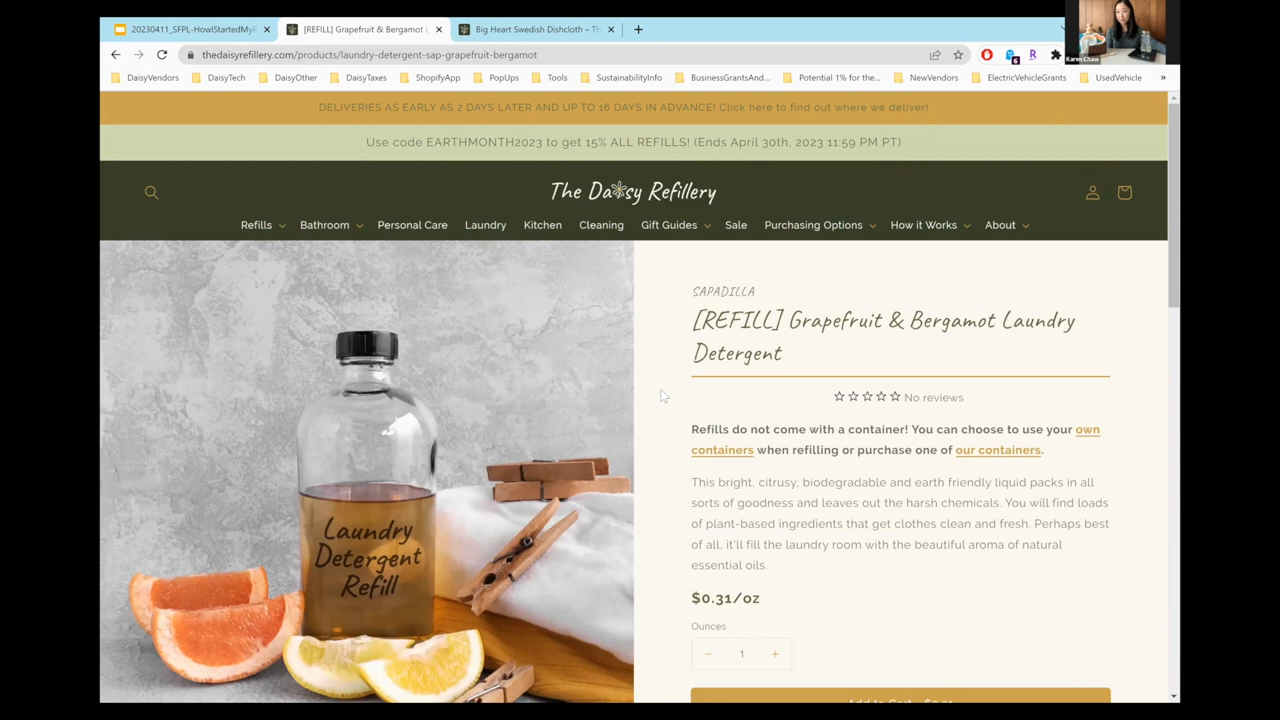 20230411_SFPL-HowIStartedMyR
[REFILL] Grapefruit & Bergamot L
Big Heart Swedish Dishcloth – Th
thedaisyrefillery.com/products/laundry-detergent-sap-grapefruit-bergamot
Karen Chaw
DaisyVendors DaisyTech DaisyOther DaisyTaxes ShopifyApp PopUps Tools SustainabilityInfo BusinessGrantsAnd... Potential 1% for the... NewVendors ElectricVehicleGrants UsedVehicle »
DELIVERIES AS EARLY AS 2 DAYS LATER AND UP TO 16 DAYS IN ADVANCE! Click here to find out where we deliver!
Use code EARTHMONTH2023 to get 15% ALL REFILLS! (Ends April 30th, 2023 11:59 PM PT)
The Daisy Refillery
Refills Bathroom Personal Care Laundry Kitchen Cleaning Gift Guides Sale Purchasing Options How it Works About
Laundry
Detergent
Refill
SAPADILLA
[REFILL] Grapefruit & Bergamot Laundry
Detergent
No reviews
Refills do not come with a container! You can choose to use your own
containers when refilling or purchase one of our containers.
This bright, citrusy, biodegradable and earth friendly liquid packs in all
sorts of goodness and leaves out the harsh chemicals. You will find loads
of plant-based ingredients that get clothes clean and fresh. Perhaps best
of all, it'll fill the laundry room with the beautiful aroma of natural
essential oils.
$0.31/oz
Ounces
− 1 +
Add to Cart - $0.31